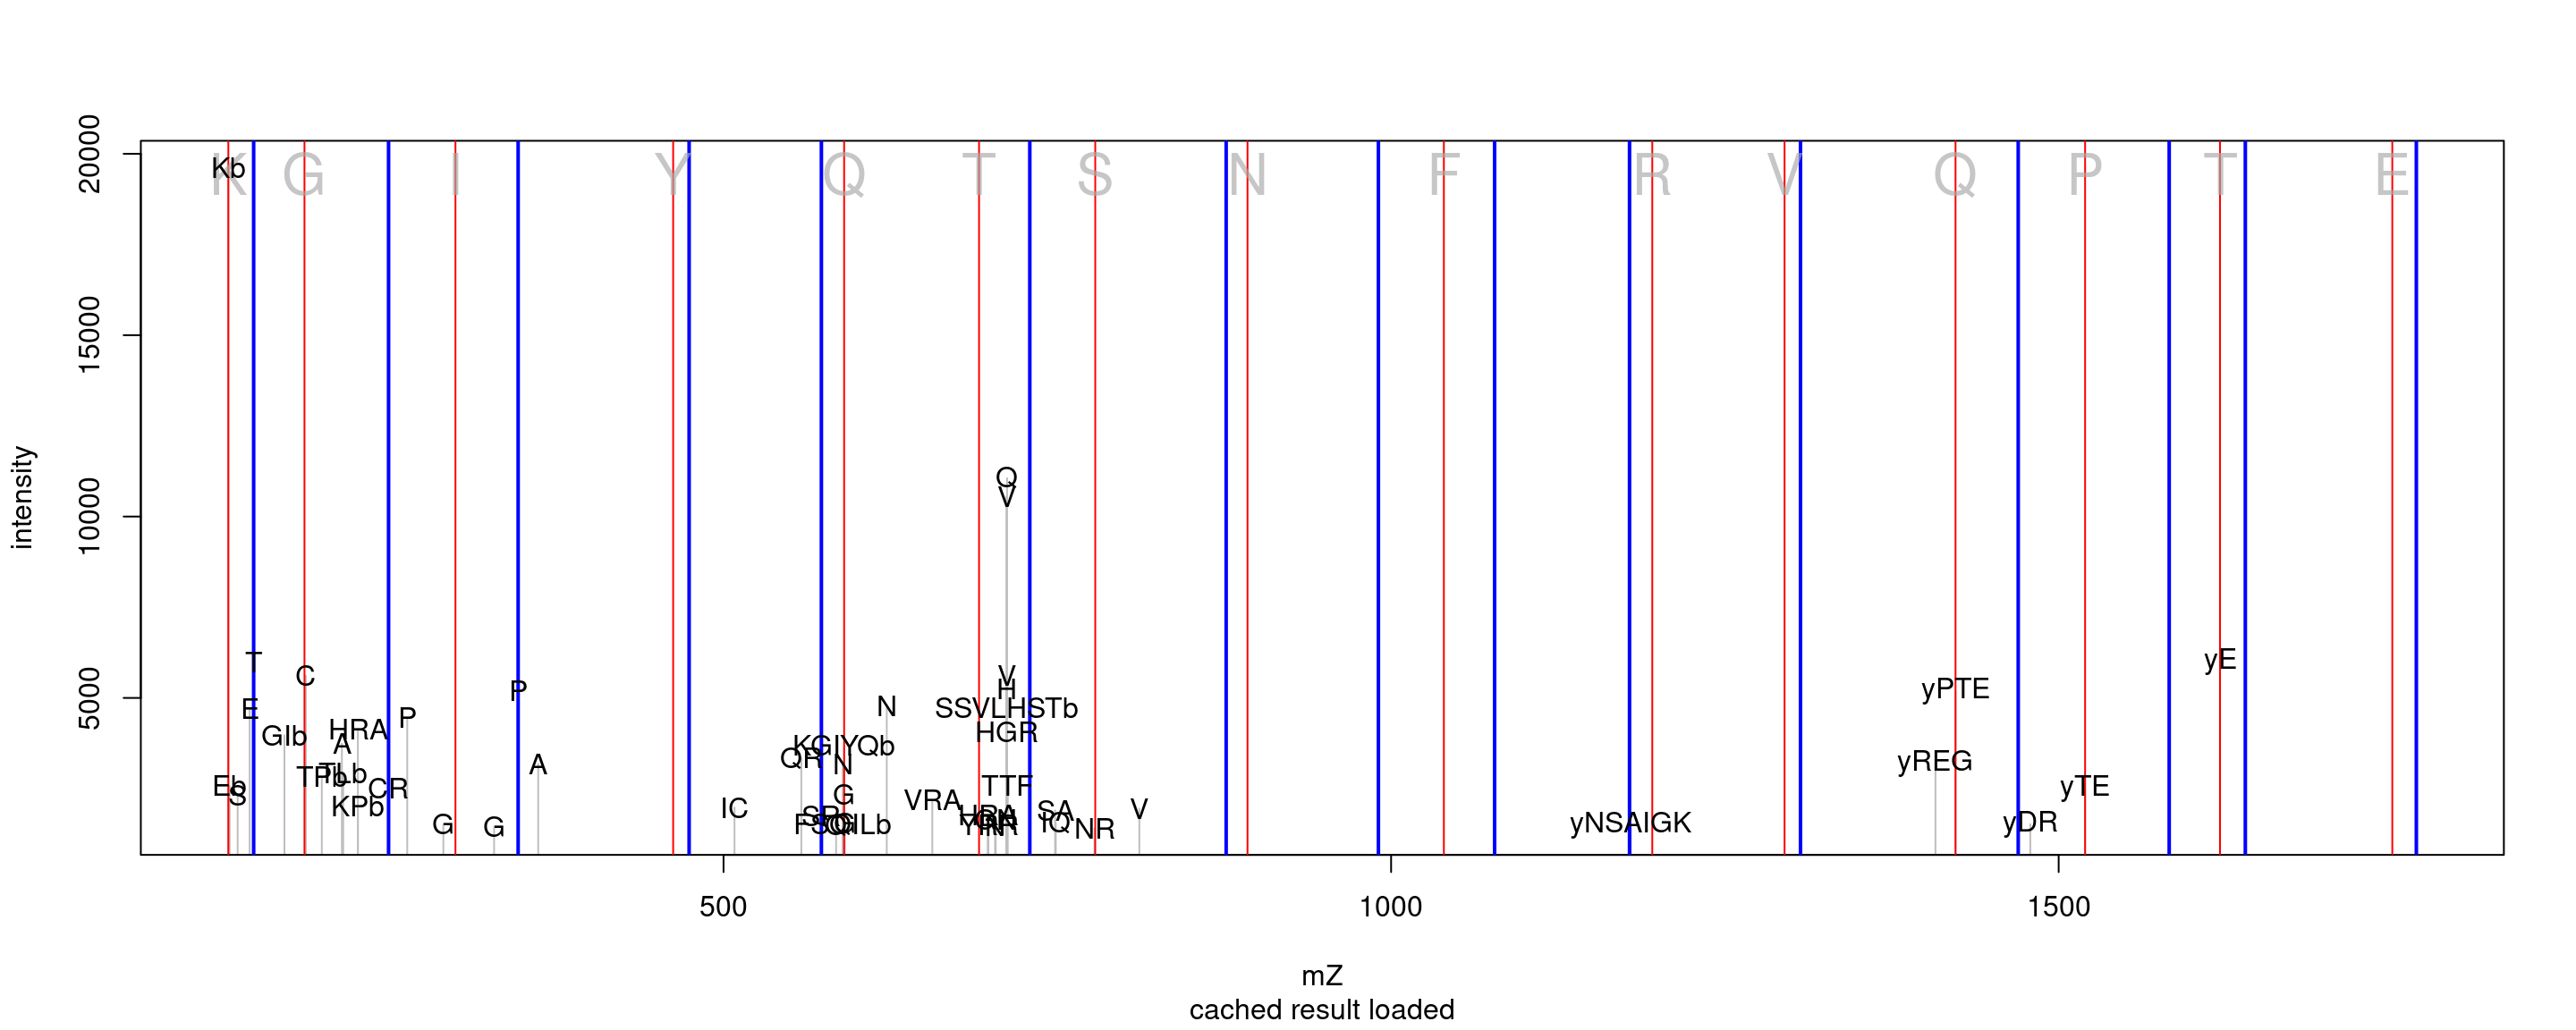 K G I Y Q T S N F R V Q P T E
Kb
20000
15000
10000
5000
intensity
Q
V
V
H
SSVLHSTb
HGR
TTF
T
C
E
GIb
HRA
A
P
P
TPb
TLb
Eb
S
CR
KPb
G
G
A
IC
N
KGIYQb
QR
N
G
VRA
SA
IQ
NR
V
yE
yPTE
yREG
yTE
yDR
yNSAIGK
500 1000 1500
mZ
cached result loaded